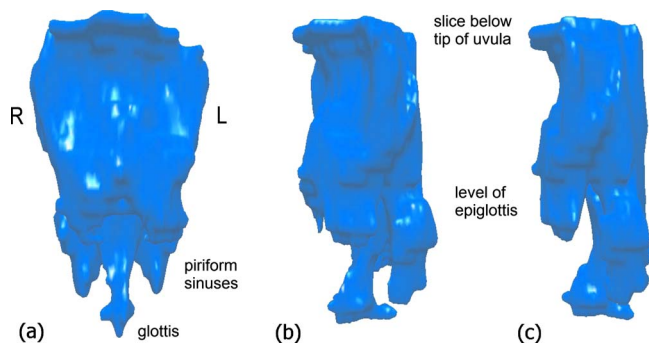 R
L
piriform
sinuses
glottis
(a)
slice below
tip of uvula
level of
epiglottis
(b)
(c)